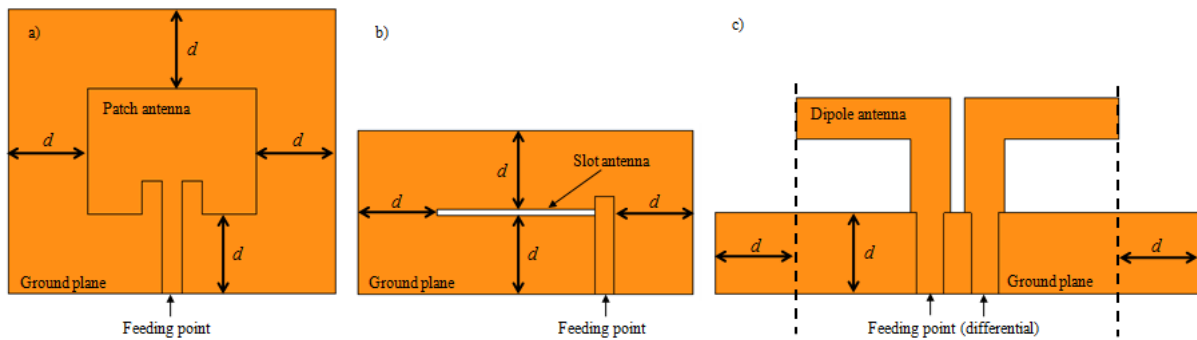 a)
d
Patch antenna
d
d
d
Ground plane
Feeding point
b)
d
Slot antenna
d
d
d
Ground plane
Feeding point
c)
Dipole antenna
d
d
d
Ground plane
Feeding point (differential)